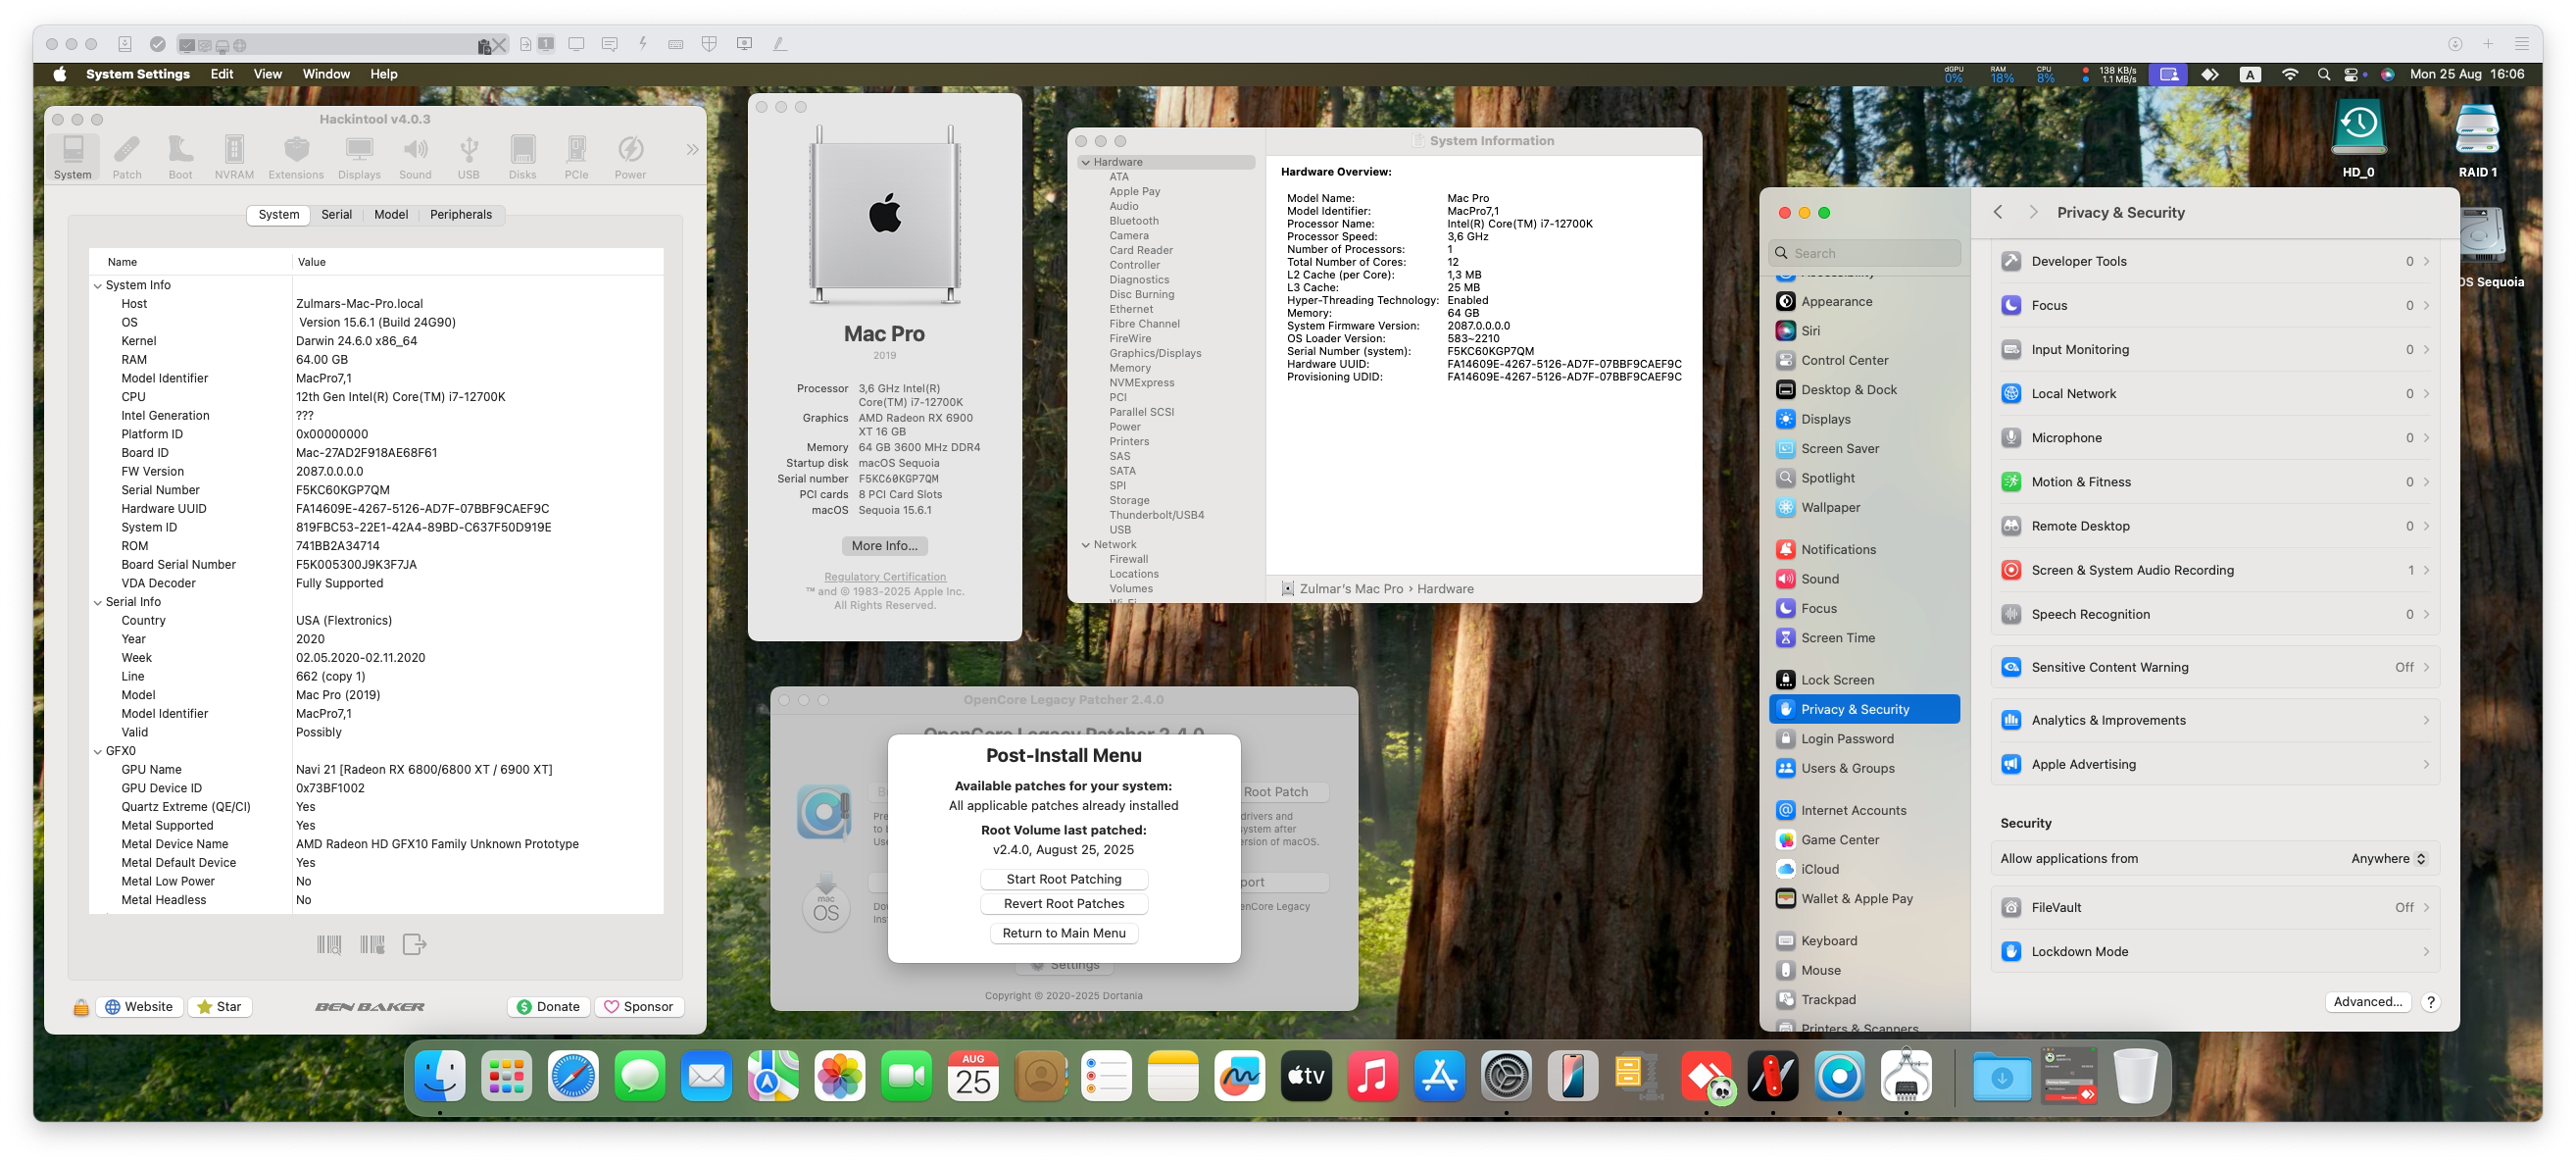 System Settings Edit View Window Help
dGPU 0% RAM 18% CPU 8% 138 KB/s 1.1 MB/s A Mon 25 Aug 16:06
HD_0
RAID 1
OS Sequoia
Hackintool v4.0.3
System Patch Boot NVRAM Extensions Displays Sound USB Disks PCIe Power
System Serial Model Peripherals
Name Value
System Info
Host Zulmars-Mac-Pro.local
OS Version 15.6.1 (Build 24G90)
Kernel Darwin 24.6.0 x86_64
RAM 64.00 GB
Model Identifier MacPro7,1
CPU 12th Gen Intel(R) Core(TM) i7-12700K
Intel Generation ???
Platform ID 0x00000000
Board ID Mac-27AD2F918AE68F61
FW Version 2087.0.0.0.0
Serial Number F5KC60KGP7QM
Hardware UUID FA14609E-4267-5126-AD7F-07BBF9CAEF9C
System ID 819FBC53-22E1-42A4-89BD-C637F50D919E
ROM 741BB2A34714
Board Serial Number F5K005300J9K3F7JA
VDA Decoder Fully Supported
Serial Info
Country USA (Flextronics)
Year 2020
Week 02.05.2020-02.11.2020
Line 662 (copy 1)
Model Mac Pro (2019)
Model Identifier MacPro7,1
Valid Possibly
GFX0
GPU Name Navi 21 [Radeon RX 6800/6800 XT / 6900 XT]
GPU Device ID 0x73BF1002
Quartz Extreme (QE/CI) Yes
Metal Supported Yes
Metal Device Name AMD Radeon HD GFX10 Family Unknown Prototype
Metal Default Device Yes
Metal Low Power No
Metal Headless No
Website Star BEN BAKER Donate Sponsor
Mac Pro
2019
Processor 3,6 GHz Intel(R)
Core(TM) i7-12700K
Graphics AMD Radeon RX 6900
XT 16 GB
Memory 64 GB 3600 MHz DDR4
Startup disk macOS Sequoia
Serial number F5KC60KGP7QM
PCI cards 8 PCI Card Slots
macOS Sequoia 15.6.1
More Info...
Regulatory Certification
™ and © 1983-2025 Apple Inc.
All Rights Reserved.
System Information
Hardware
ATA
Apple Pay
Audio
Bluetooth
Camera
Card Reader
Controller
Diagnostics
Disc Burning
Ethernet
Fibre Channel
FireWire
Graphics/Displays
Memory
NVMExpress
PCI
Parallel SCSI
Power
Printers
SAS
SATA
SPI
Storage
Thunderbolt/USB4
USB
Network
Firewall
Locations
Volumes
Wi-Fi
Hardware Overview:
Model Name: Mac Pro
Model Identifier: MacPro7,1
Processor Name: Intel(R) Core(TM) i7-12700K
Processor Speed: 3,6 GHz
Number of Processors: 1
Total Number of Cores: 12
L2 Cache (per Core): 1,3 MB
L3 Cache: 25 MB
Hyper-Threading Technology: Enabled
Memory: 64 GB
System Firmware Version: 2087.0.0.0.0
OS Loader Version: 583~2210
Serial Number (system): F5KC60KGP7QM
Hardware UUID: FA14609E-4267-5126-AD7F-07BBF9CAEF9C
Provisioning UDID: FA14609E-4267-5126-AD7F-07BBF9CAEF9C
Zulmar's Mac Pro › Hardware
OpenCore Legacy Patcher 2.4.0
OpenCore Legacy Patcher 2.4.0
Root Patch
drivers and
system after
version of macOS.
OpenCore Legacy
Settings
Copyright © 2020-2025 Dortania
mac OS
Post-Install Menu
Available patches for your system:
All applicable patches already installed
Root Volume last patched:
v2.4.0, August 25, 2025
Start Root Patching
Revert Root Patches
Return to Main Menu
Search
Accessibility
Appearance
Siri
Control Center
Desktop & Dock
Displays
Screen Saver
Spotlight
Wallpaper
Notifications
Sound
Focus
Screen Time
Lock Screen
Privacy & Security
Login Password
Users & Groups
Internet Accounts
Game Center
iCloud
Wallet & Apple Pay
Keyboard
Mouse
Trackpad
Printers & Scanners
Privacy & Security
Developer Tools 0
Focus 0
Input Monitoring 0
Local Network 0
Microphone 0
Motion & Fitness 0
Remote Desktop 0
Screen & System Audio Recording 1
Speech Recognition 0
Sensitive Content Warning Off
Analytics & Improvements
Apple Advertising
Security
Allow applications from Anywhere
FileVault Off
Lockdown Mode
Advanced... ?
AUG
25
tv